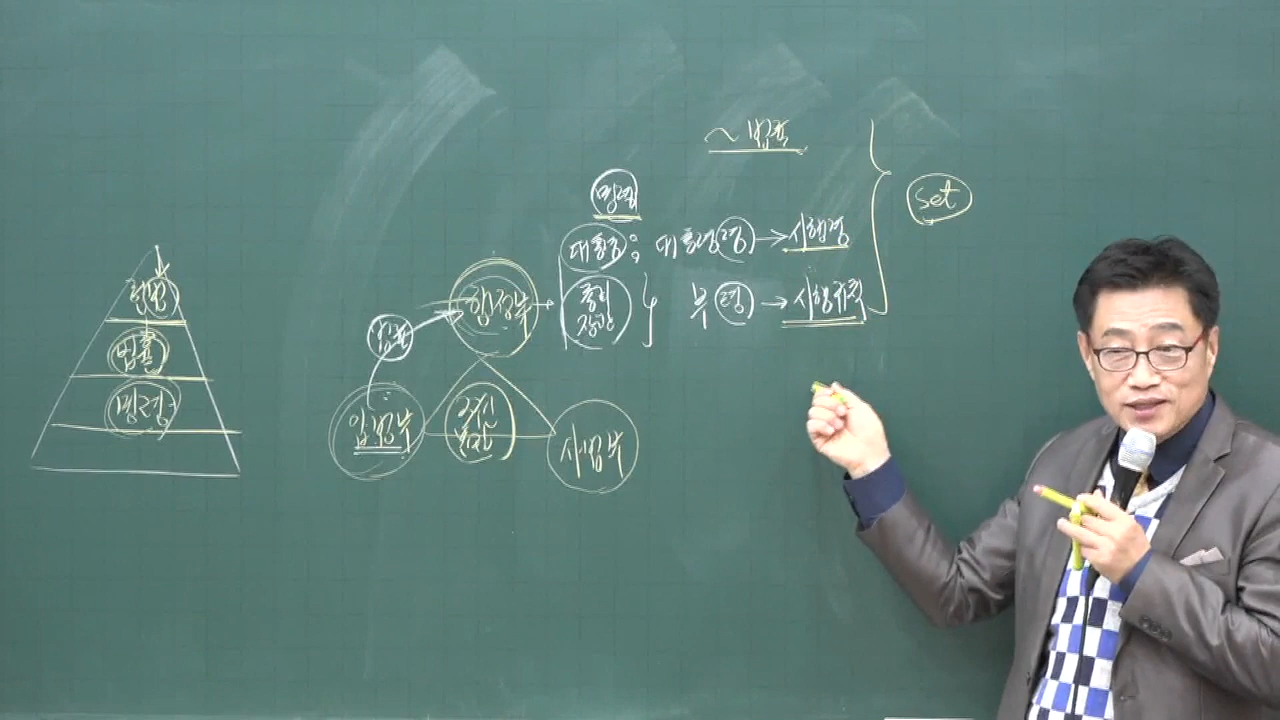 헌법
법률
명령
입법부
행정부
사법부
명령
대통령 : 대통령령 → 시행령
총리
장관
부령 → 시행규칙
~ 법률
set